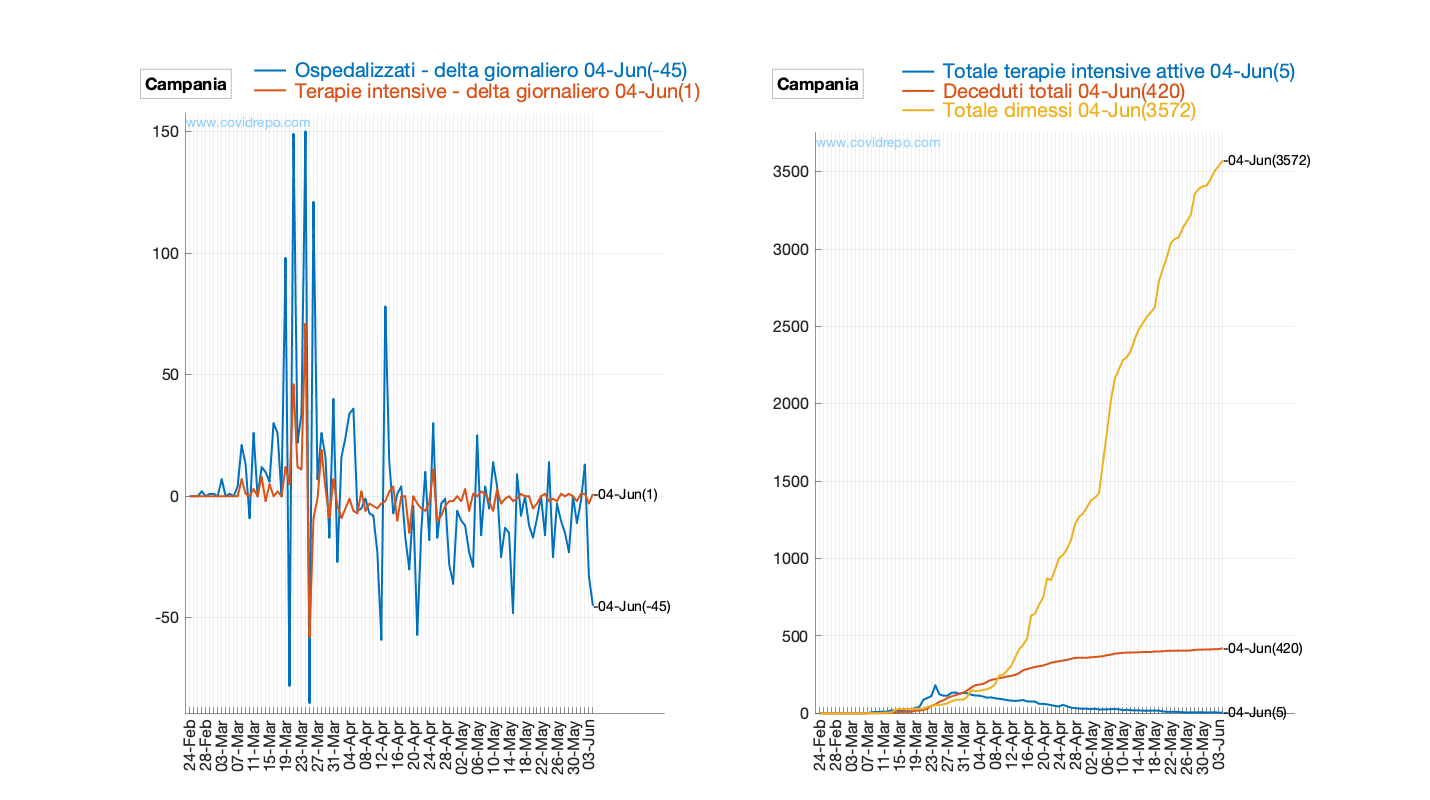 Campania
Ospedalizzati - delta giornaliero 04-Jun(-45)
Terapie intensive - delta giornaliero 04-Jun(1)
www.covidrepo.com
150
100
50
0
-50
-04-Jun(1)
-04-Jun(-45)
24-Feb
28-Feb
03-Mar
07-Mar
11-Mar
15-Mar
19-Mar
23-Mar
27-Mar
31-Mar
04-Apr
08-Apr
12-Apr
16-Apr
20-Apr
24-Apr
28-Apr
02-May
06-May
10-May
14-May
18-May
22-May
26-May
30-May
03-Jun
Campania
Totale terapie intensive attive 04-Jun(5)
Deceduti totali 04-Jun(420)
Totale dimessi 04-Jun(3572)
www.covidrepo.com
3500
3000
2500
2000
1500
1000
500
0
-04-Jun(3572)
-04-Jun(420)
-04-Jun(5)
24-Feb
28-Feb
03-Mar
07-Mar
11-Mar
15-Mar
19-Mar
23-Mar
27-Mar
31-Mar
04-Apr
08-Apr
12-Apr
16-Apr
20-Apr
24-Apr
28-Apr
02-May
06-May
10-May
14-May
18-May
22-May
26-May
30-May
03-Jun